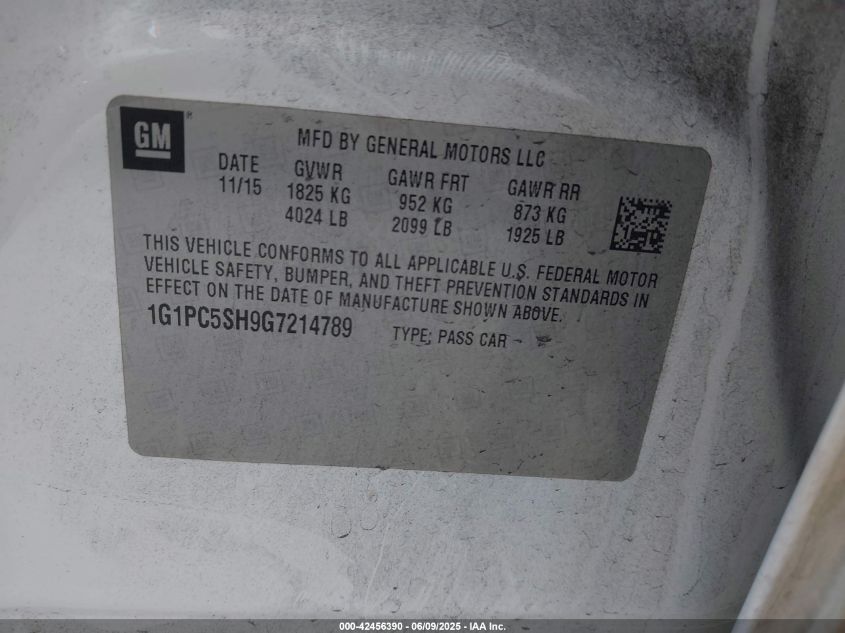 GM®
MFD BY GENERAL MOTORS LLC
DATE GVWR GAWR FRT GAWR RR
11/15 1825 KG 952 KG 873 KG
4024 LB 2099 LB 1925 LB
THIS VEHICLE CONFORMS TO ALL APPLICABLE U.S. FEDERAL MOTOR
VEHICLE SAFETY, BUMPER, AND THEFT PREVENTION STANDARDS IN
EFFECT ON THE DATE OF MANUFACTURE SHOWN ABOVE.
1G1PC5SH9G7214789 TYPE: PASS CAR
000-42456390 - 06/09/2025 - IAA Inc.